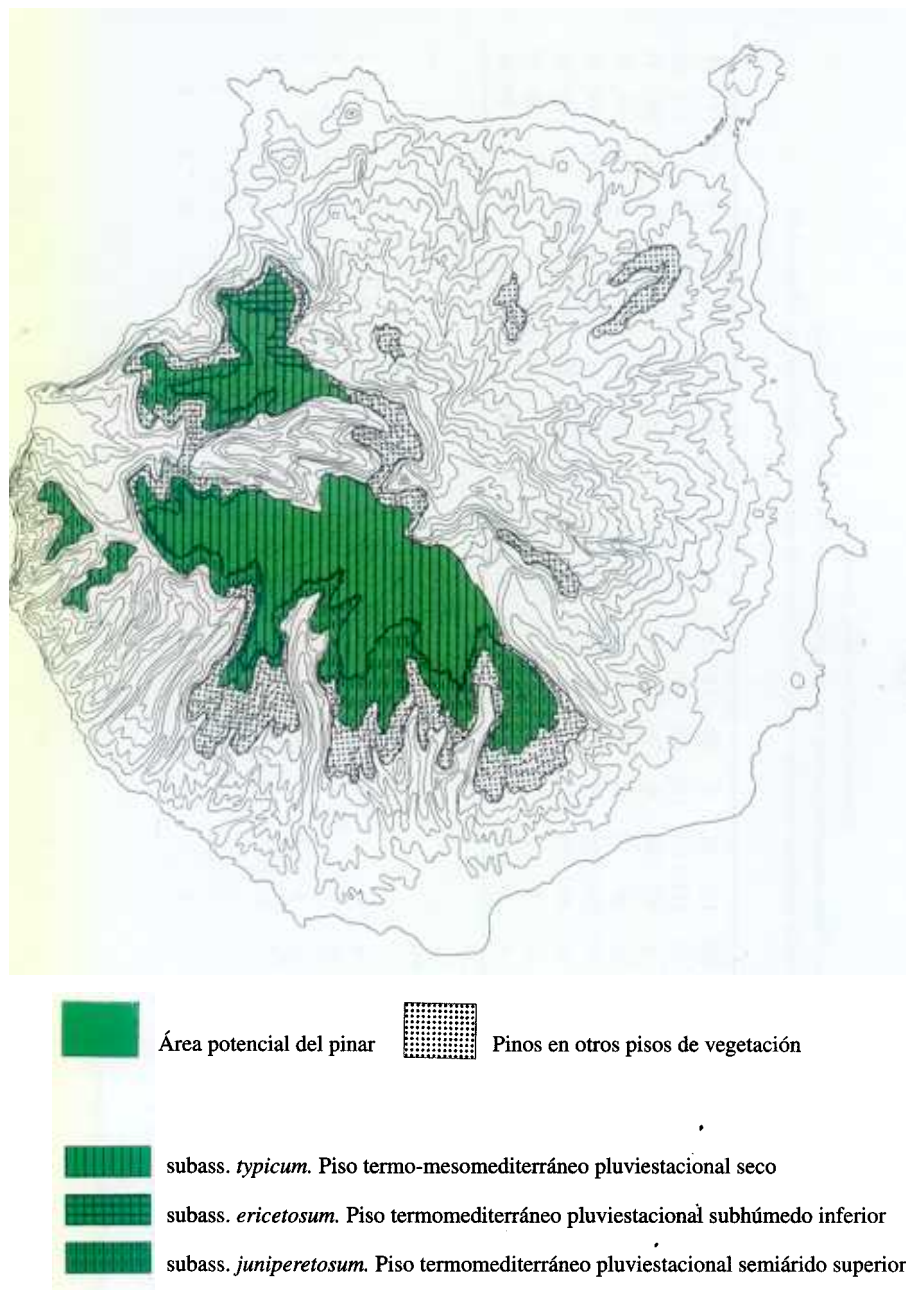 Área potencial del pinar
Pinos en otros pisos de vegetación
subass. typicum. Piso termo-mesomediterráneo pluviestacional seco
subass. ericetosum. Piso termomediterráneo pluviestacional subhúmedo inferior
subass. juniperetosum. Piso termomediterráneo pluviestacional semiárido superior